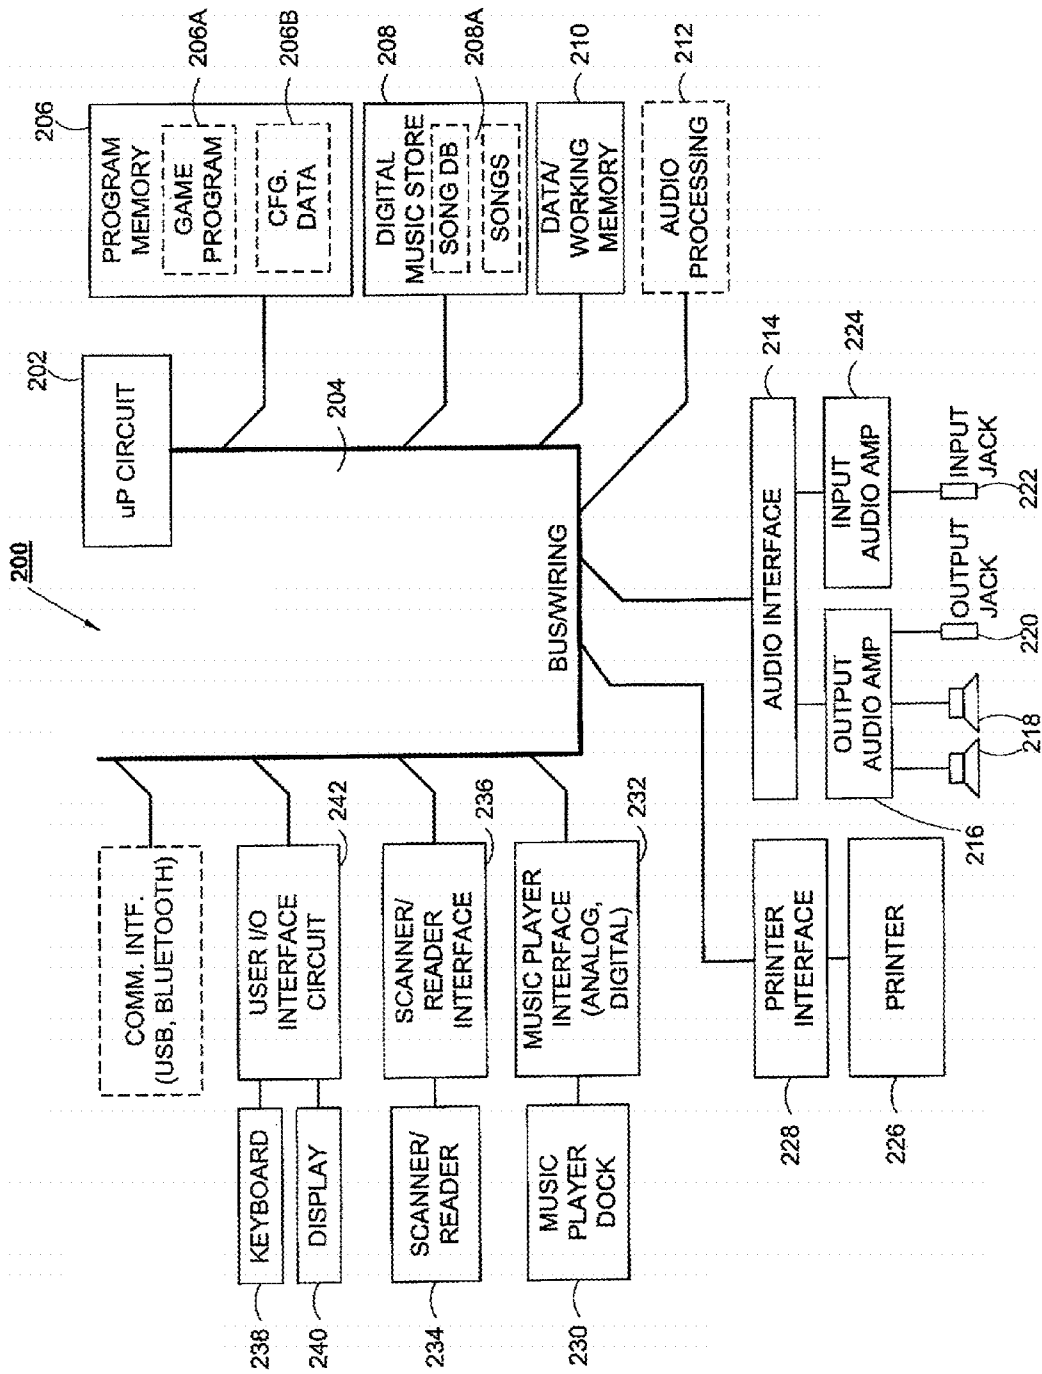 200
uP CIRCUIT
202
204
BUS/WIRING
PROGRAM
MEMORY
206
GAME
PROGRAM
206A
CFG.
DATA
206B
DIGITAL
MUSIC STORE
208
SONG DB
SONGS
208A
DATA/
WORKING
MEMORY
210
AUDIO
PROCESSING
212
COMM. INTF.
(USB, BLUETOOTH)
USER I/O
INTERFACE
CIRCUIT
242
KEYBOARD
238
DISPLAY
240
SCANNER/
READER
INTERFACE
236
SCANNER/
READER
234
MUSIC PLAYER
INTERFACE
(ANALOG,
DIGITAL)
232
MUSIC
PLAYER
DOCK
230
AUDIO INTERFACE
214
OUTPUT
AUDIO AMP
216
INPUT
AUDIO AMP
224
218
OUTPUT
JACK
220
INPUT
JACK
222
PRINTER
INTERFACE
228
PRINTER
226